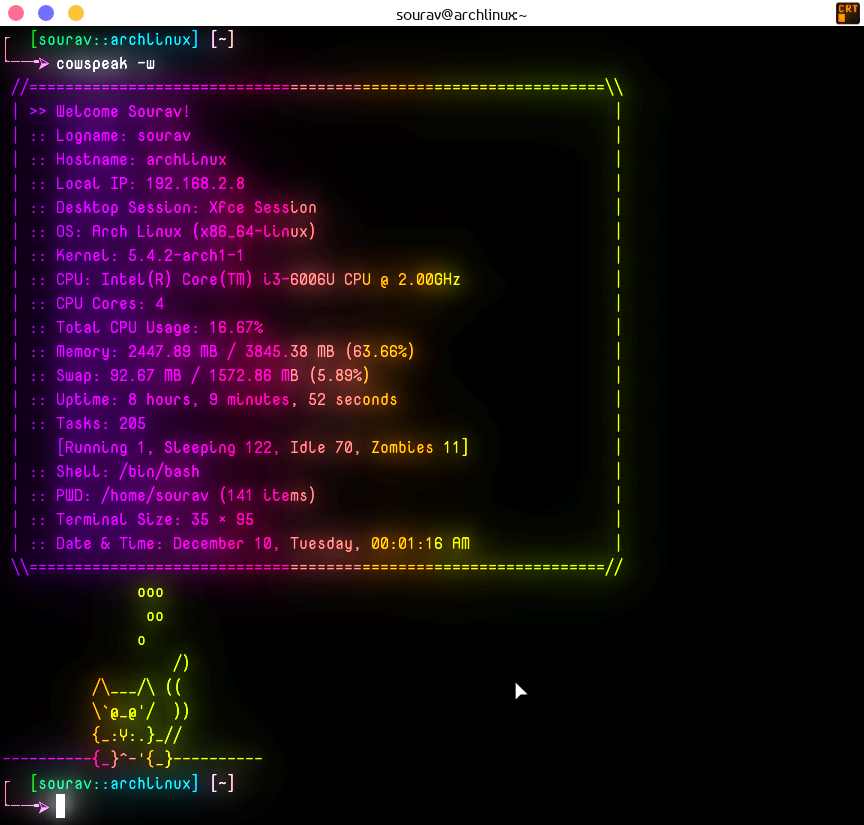 sourav@archlinux:~
CRT
[sourav::archlinux] [~]
cowspeak -w
//================================================================\\
| >> Welcome Sourav! |
| :: Logname: sourav |
| :: Hostname: archlinux |
| :: Local IP: 192.168.2.8 |
| :: Desktop Session: Xfce Session |
| :: OS: Arch Linux (x86_64-linux) |
| :: Kernel: 5.4.2-arch1-1 |
| :: CPU: Intel(R) Core(TM) i3-6006U CPU @ 2.00GHz |
| :: CPU Cores: 4 |
| :: Total CPU Usage: 16.67% |
| :: Memory: 2447.89 MB / 3845.38 MB (63.66%) |
| :: Swap: 92.67 MB / 1572.86 MB (5.89%) |
| :: Uptime: 8 hours, 9 minutes, 52 seconds |
| :: Tasks: 205 |
| [Running 1, Sleeping 122, Idle 70, Zombies 11] |
| :: Shell: /bin/bash |
| :: PWD: /home/sourav (141 items) |
| :: Terminal Size: 35 × 95 |
| :: Date & Time: December 10, Tuesday, 00:01:16 AM |
\\================================================================//
ooo
oo
o
/)
/\___/\ ((
\`@_@'/  ))
{_:Y:.}_//
----------{_}^-'{_}----------
[sourav::archlinux] [~]